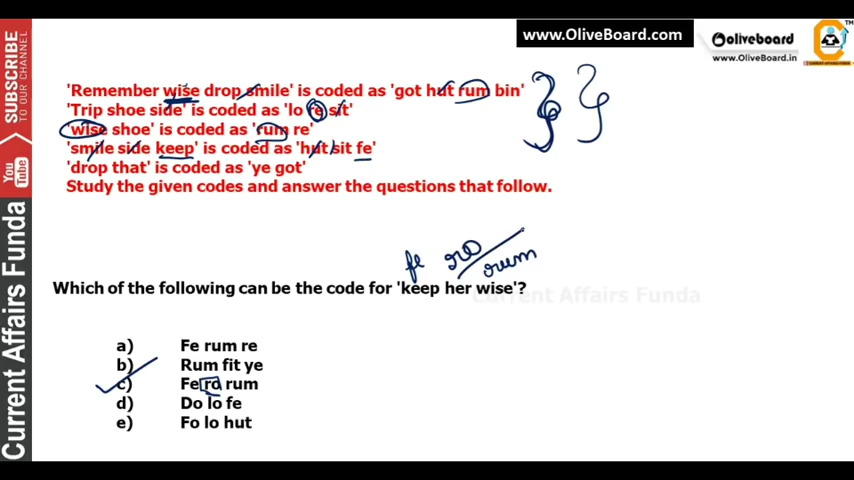 www.OliveBoard.com
oliveboard
OliveBoard.in
SUBSCRIBE
TO OUR CHANNEL
You Tube
Current Affairs Funda
'Remember wise drop smile' is coded as 'got hut rum bin'
'Trip shoe side' is coded as 'lo re sit'
'wise shoe' is coded as 'rum re'
'smile side keep' is coded as 'hut sit fe'
'drop that' is coded as 'ye got'
Study the given codes and answer the questions that follow.
fe ro
rum
Which of the following can be the code for 'keep her wise'?
Current Affairs Funda
a) Fe rum re
b) Rum fit ye
c) Fe ro rum
d) Do lo fe
e) Fo lo hut